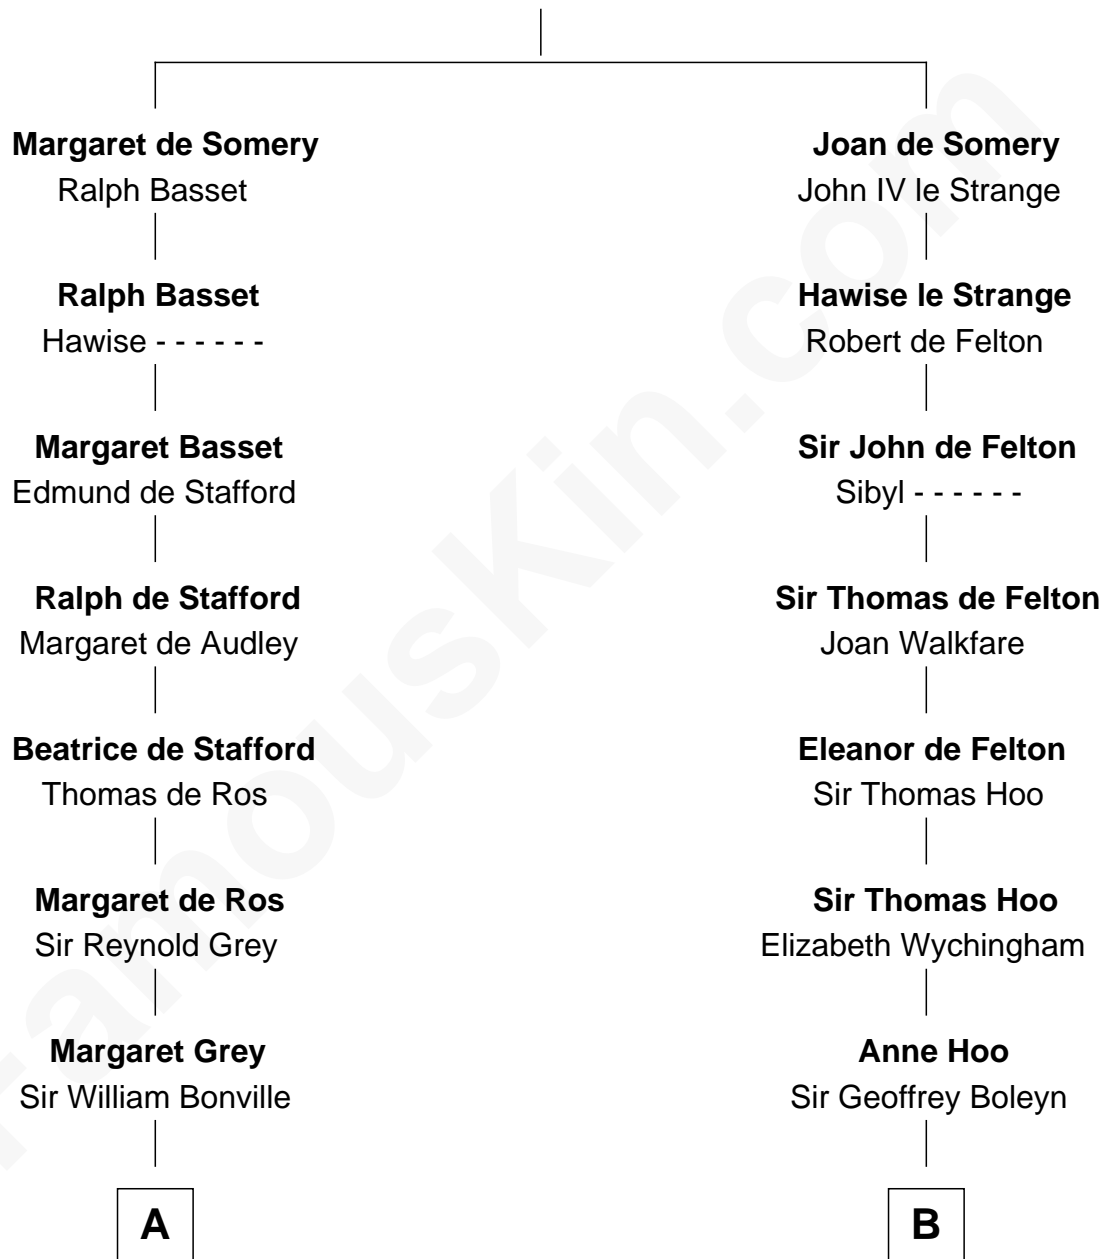 Margaret de Somery
Ralph Basset
Ralph Basset
Hawise - - - - - -
Margaret Basset
Edmund de Stafford
Ralph de Stafford
Margaret de Audley
Beatrice de Stafford
Thomas de Ros
Margaret de Ros
Sir Reynold Grey
Margaret Grey
Sir William Bonville
A
Joan de Somery
John IV le Strange
Hawise le Strange
Robert de Felton
Sir John de Felton
Sibyl - - - - - -
Sir Thomas de Felton
Joan Walkfare
Eleanor de Felton
Sir Thomas Hoo
Sir Thomas Hoo
Elizabeth Wychingham
Anne Hoo
Sir Geoffrey Boleyn
B
FamousKin.com